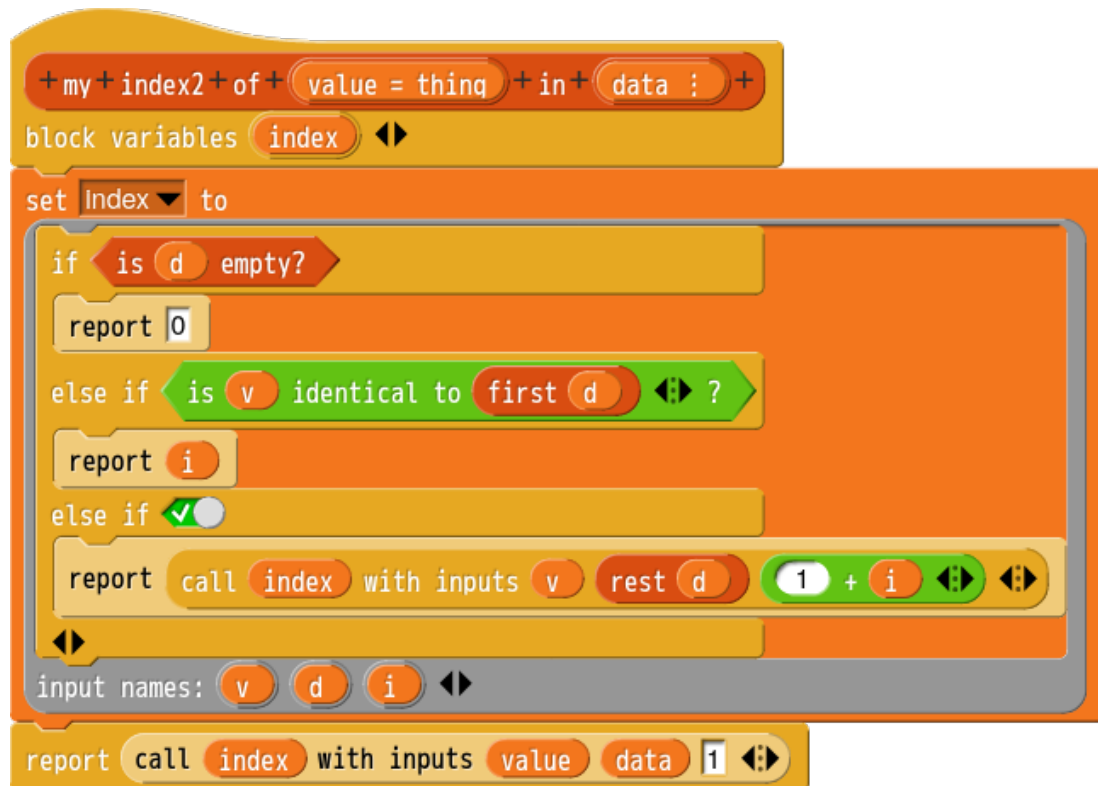 + my + index2 + of + value = thing + in + data ⋮ +
block variables index
set Index to
if is d empty?
report 0
else if is v identical to first d ?
report i
else if
report call index with inputs v rest d 1 + i
input names: v d i
report call index with inputs value data 1